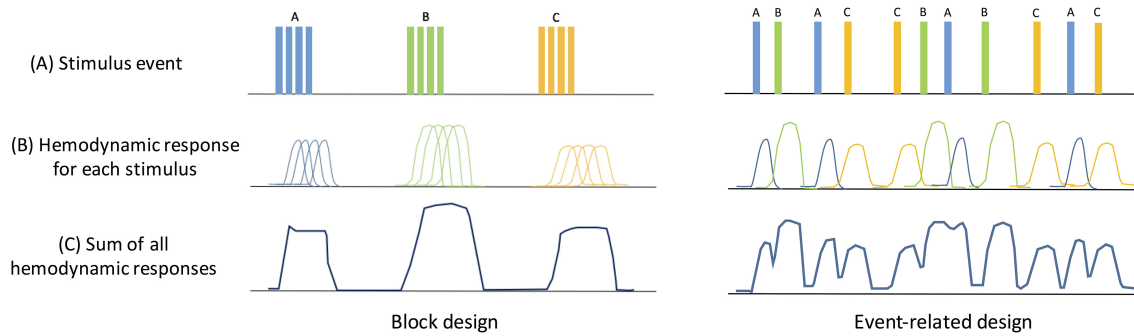 A B C
A B A C C B A B C A C
(A) Stimulus event
(B) Hemodynamic response
for each stimulus
(C) Sum of all
hemodynamic responses
Block design
Event-related design